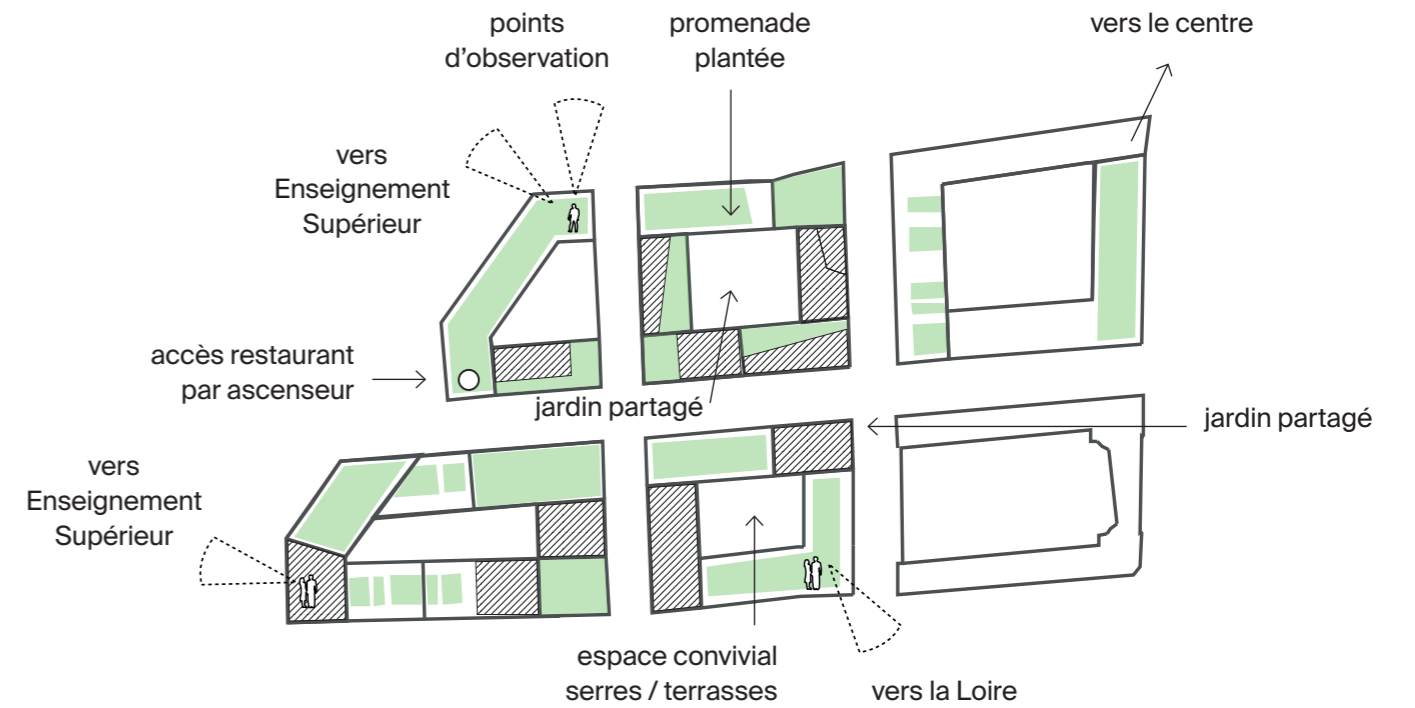 points
d’observation
promenade
plantée
vers le centre
vers
Enseignement
Supérieur
accès restaurant
par ascenseur
jardin partagé
jardin partagé
vers
Enseignement
Supérieur
espace convivial
serres / terrasses
vers la Loire